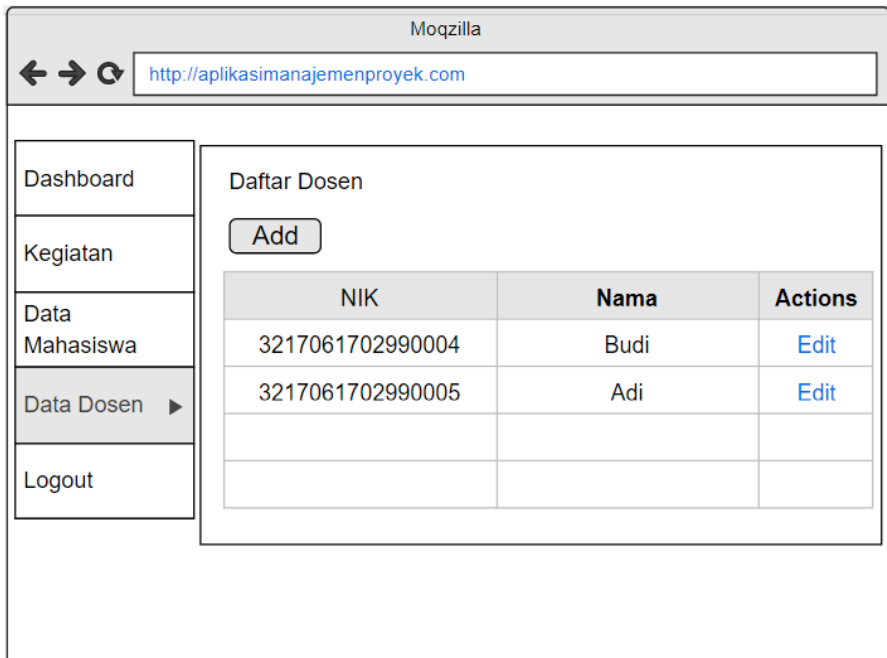 Moqzilla
http://aplikasimanajemenproyek.com
Dashboard
Kegiatan
Data
Mahasiswa
Data Dosen
Logout
Daftar Dosen
Add
NIK Nama Actions
3217061702990004 Budi Edit
3217061702990005 Adi Edit